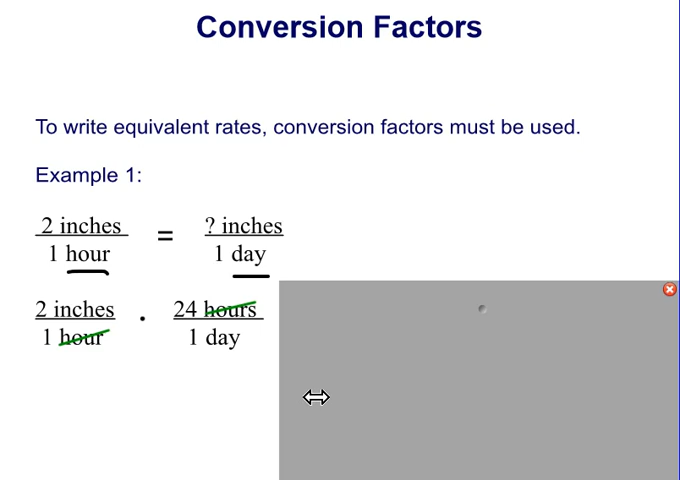 Conversion Factors
To write equivalent rates, conversion factors must be used.
Example 1:
2 inches = ? inches
1 hour 1 day
2 inches . 24 hours
1 hour 1 day